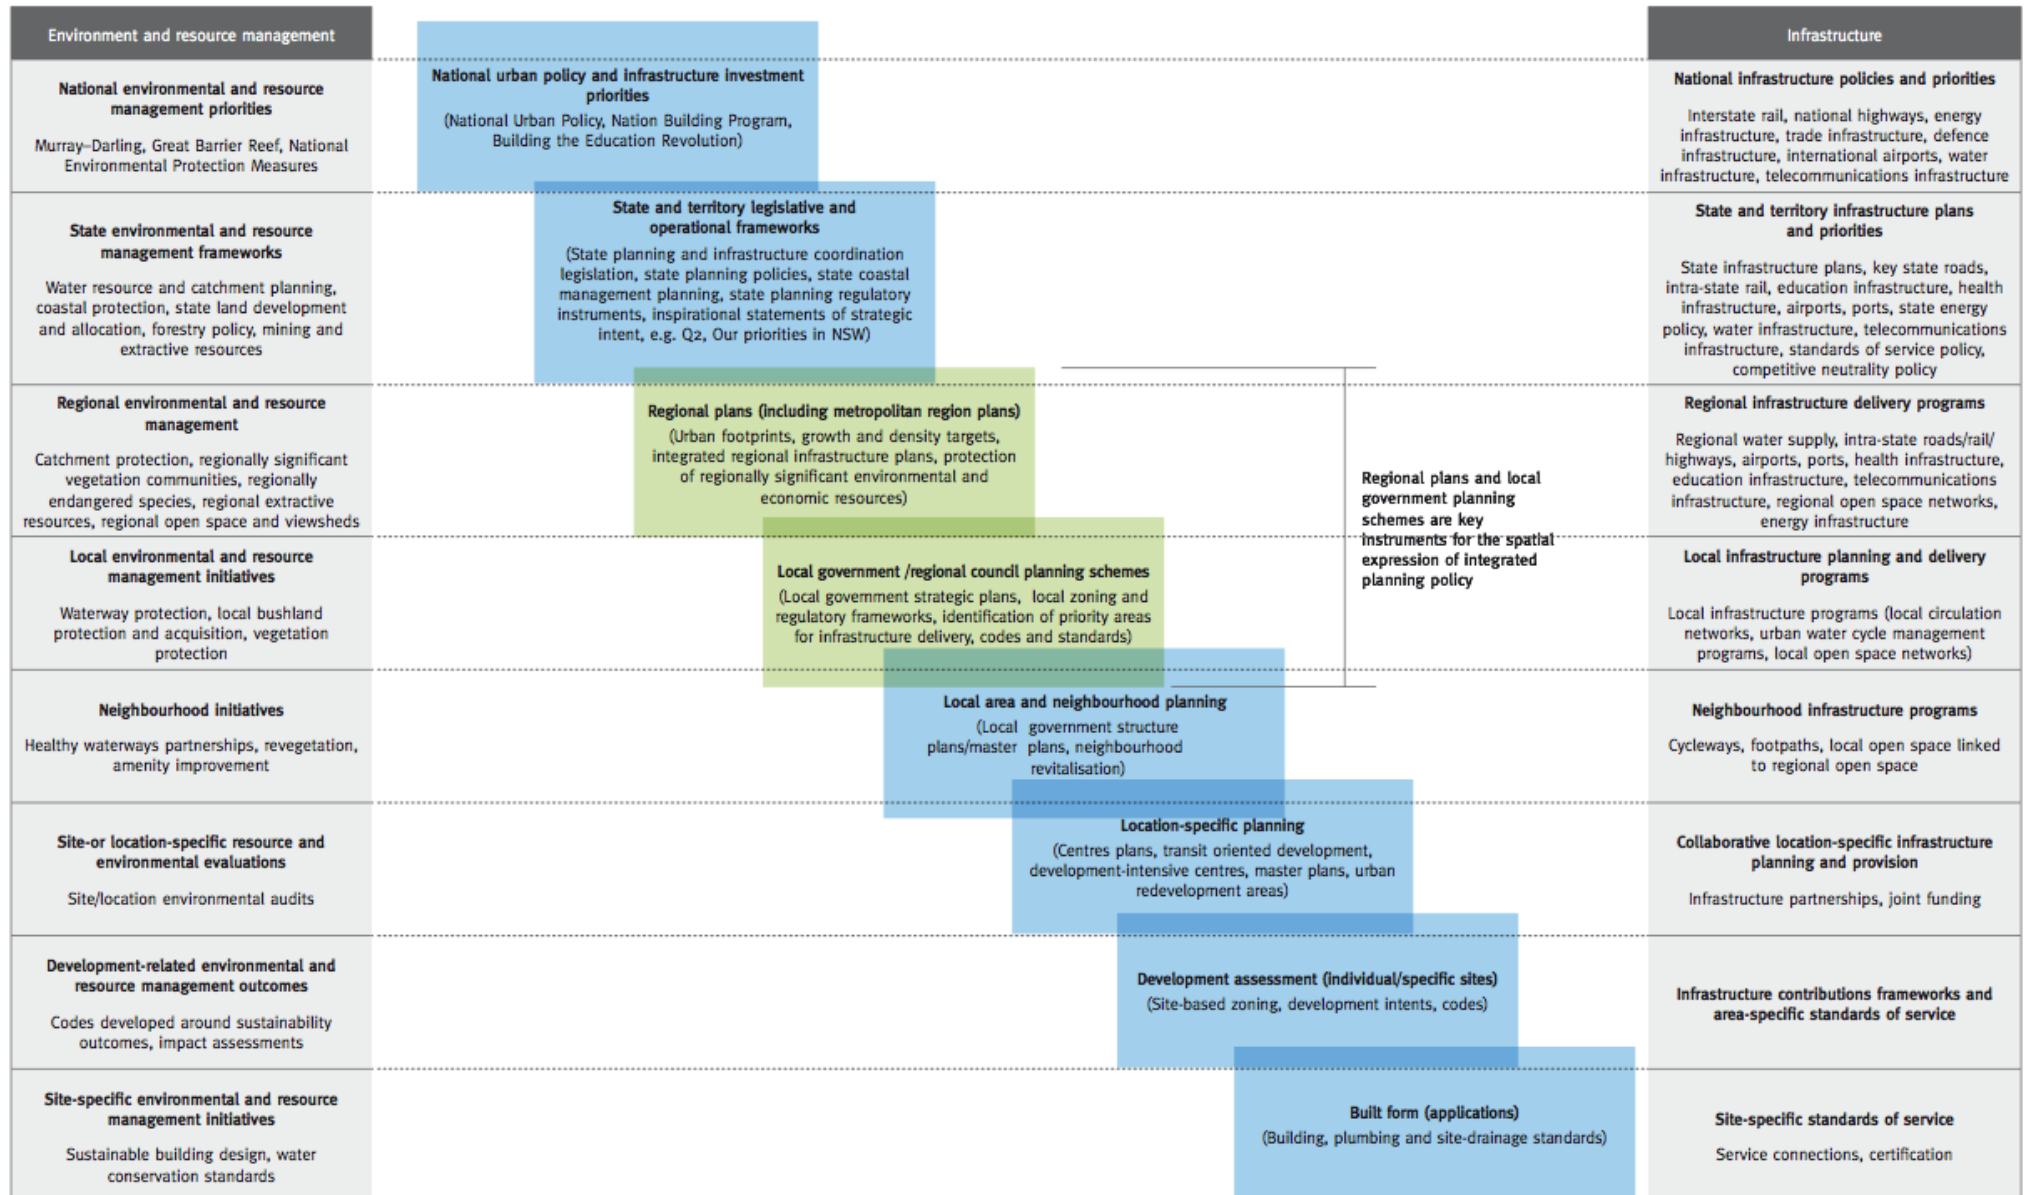 Environment and resource management
National environmental and resource
management priorities
Murray–Darling, Great Barrier Reef, National
Environmental Protection Measures
State environmental and resource
management frameworks
Water resource and catchment planning,
coastal protection, state land development
and allocation, forestry policy, mining and
extractive resources
Regional environmental and resource
management
Catchment protection, regionally significant
vegetation communities, regionally
endangered species, regional extractive
resources, regional open space and viewsheds
Local environmental and resource
management initiatives
Waterway protection, local bushland
protection and acquisition, vegetation
protection
Neighbourhood initiatives
Healthy waterways partnerships, revegetation,
amenity improvement
Site-or location-specific resource and
environmental evaluations
Site/location environmental audits
Development-related environmental and
resource management outcomes
Codes developed around sustainability
outcomes, impact assessments
Site-specific environmental and resource
management initiatives
Sustainable building design, water
conservation standards
National urban policy and infrastructure investment
priorities
(National Urban Policy, Nation Building Program,
Building the Education Revolution)
State and territory legislative and
operational frameworks
(State planning and infrastructure coordination
legislation, state planning policies, state coastal
management planning, state planning regulatory
instruments, inspirational statements of strategic
intent, e.g. Q2, Our priorities in NSW)
Regional plans (including metropolitan region plans)
(Urban footprints, growth and density targets,
integrated regional infrastructure plans, protection
of regionally significant environmental and
economic resources)
Local government /regional council planning schemes
(Local government strategic plans, local zoning and
regulatory frameworks, identification of priority areas
for infrastructure delivery, codes and standards)
Local area and neighbourhood planning
(Local government structure
plans/master plans, neighbourhood
revitalisation)
Location-specific planning
(Centres plans, transit oriented development,
development-intensive centres, master plans, urban
redevelopment areas)
Development assessment (individual/specific sites)
(Site-based zoning, development intents, codes)
Built form (applications)
(Building, plumbing and site-drainage standards)
Regional plans and local
government planning
schemes are key
instruments for the spatial
expression of integrated
planning policy
Infrastructure
National infrastructure policies and priorities
Interstate rail, national highways, energy
infrastructure, trade infrastructure, defence
infrastructure, international airports, water
infrastructure, telecommunications infrastructure
State and territory infrastructure plans
and priorities
State infrastructure plans, key state roads,
intra-state rail, education infrastructure, health
infrastructure, airports, ports, state energy
policy, water infrastructure, telecommunications
infrastructure, standards of service policy,
competitive neutrality policy
Regional infrastructure delivery programs
Regional water supply, intra-state roads/rail/
highways, airports, ports, health infrastructure,
education infrastructure, telecommunications
infrastructure, regional open space networks,
energy infrastructure
Local infrastructure planning and delivery
programs
Local infrastructure programs (local circulation
networks, urban water cycle management
programs, local open space networks)
Neighbourhood infrastructure programs
Cycleways, footpaths, local open space linked
to regional open space
Collaborative location-specific infrastructure
planning and provision
Infrastructure partnerships, joint funding
Infrastructure contributions frameworks and
area-specific standards of service
Site-specific standards of service
Service connections, certification